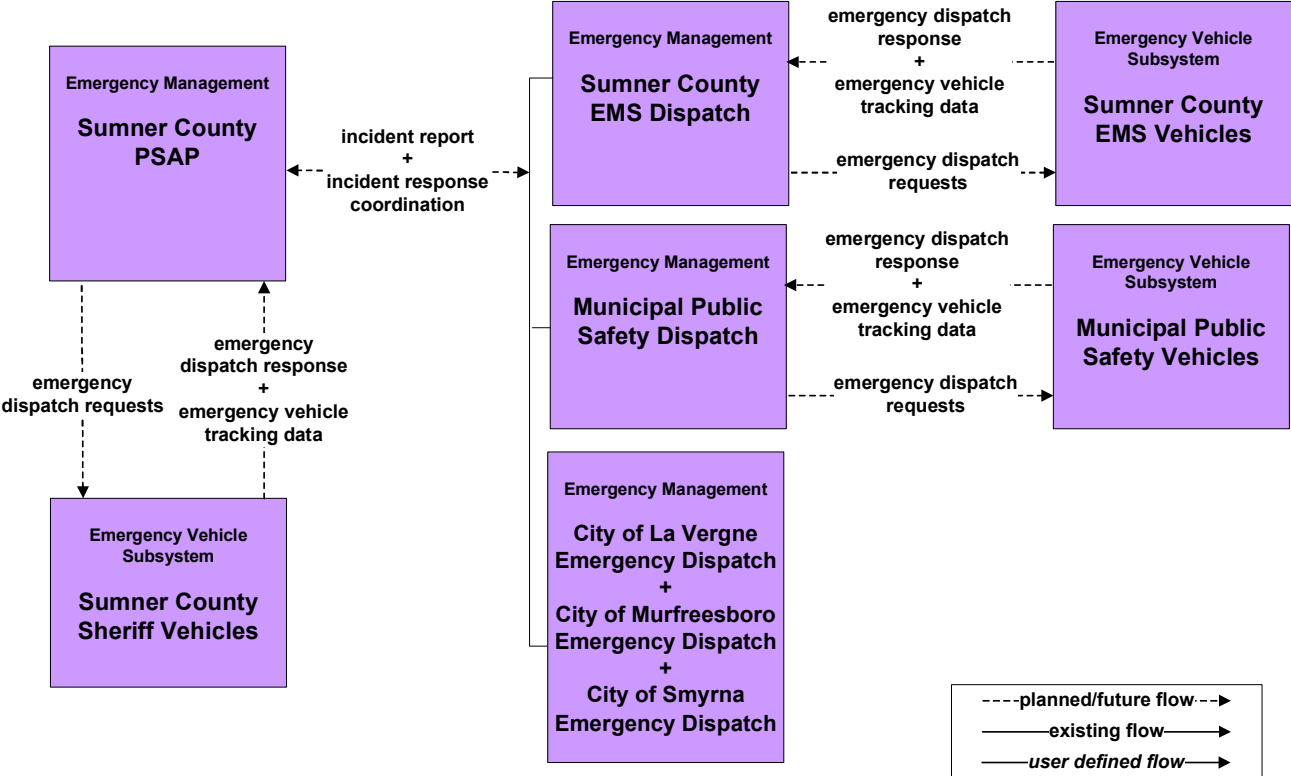 Emergency Management
Sumner County
PSAP
incident report
+
incident response
coordination
emergency
dispatch requests
emergency
dispatch response
+
emergency vehicle
tracking data
Emergency Vehicle
Subsystem
Sumner County
Sheriff Vehicles
Emergency Management
Sumner County
EMS Dispatch
emergency dispatch
response
+
emergency vehicle
tracking data
emergency dispatch
requests
Emergency Vehicle
Subsystem
Sumner County
EMS Vehicles
Emergency Management
Municipal Public
Safety Dispatch
emergency dispatch
response
+
emergency vehicle
tracking data
emergency dispatch
requests
Emergency Vehicle
Subsystem
Municipal Public
Safety Vehicles
Emergency Management
City of La Vergne
Emergency Dispatch
+
City of Murfreesboro
Emergency Dispatch
+
City of Smyrna
Emergency Dispatch
planned/future flow
existing flow
user defined flow